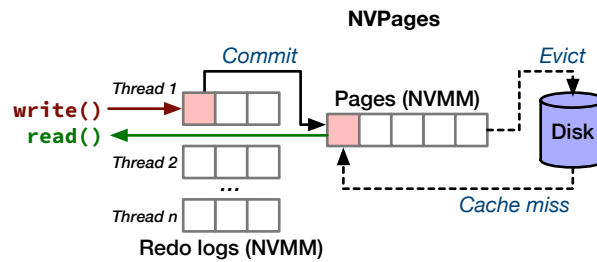 NVPages
Commit
Evict
Thread 1
Pages (NVMM)
write()
read()
Disk
Thread 2
...
Cache miss
Thread n
Redo logs (NVMM)